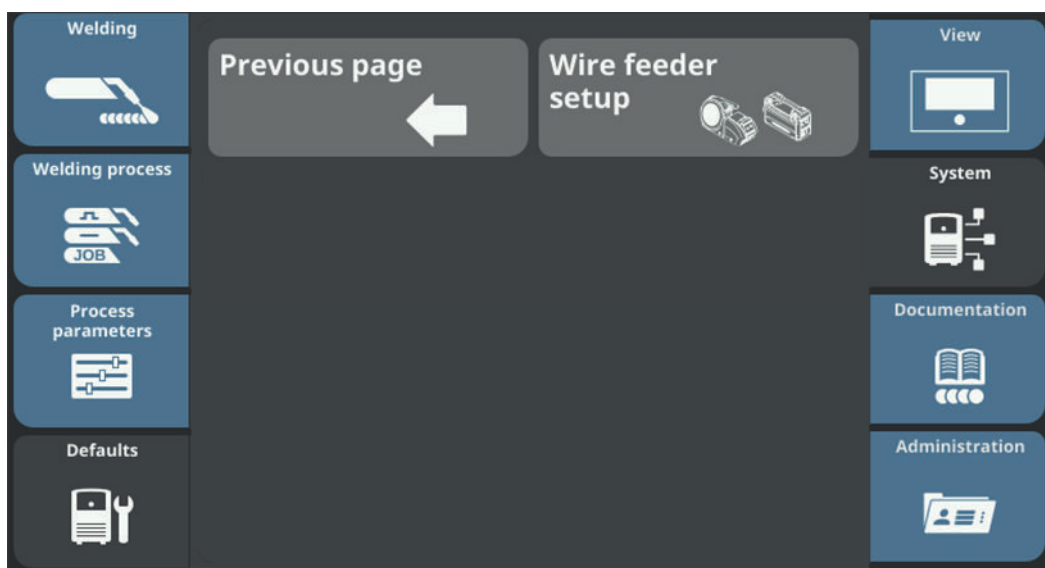 Welding
Welding process
JOB
Process
parameters
Defaults
Previous page
Wire feeder
setup
View
System
Documentation
Administration